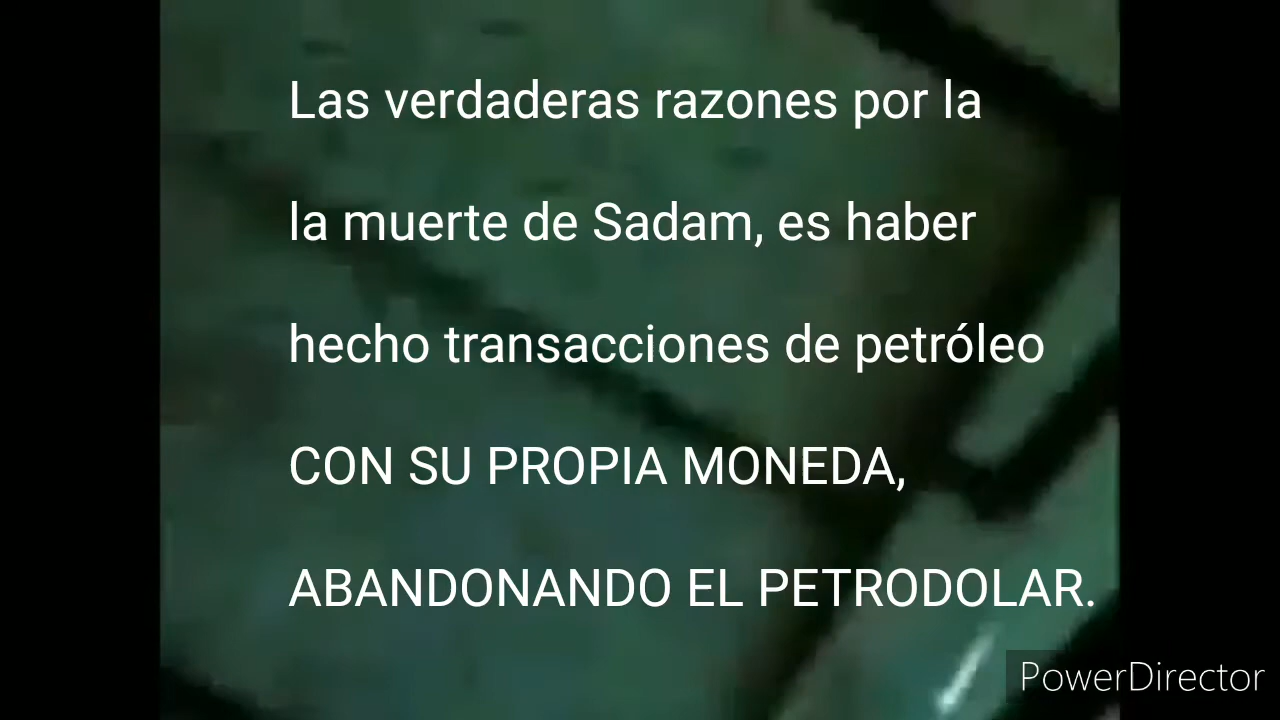 Las verdaderas razones por la
la muerte de Sadam, es haber
hecho transacciones de petróleo
CON SU PROPIA MONEDA,
ABANDONANDO EL PETRODOLAR.
PowerDirector